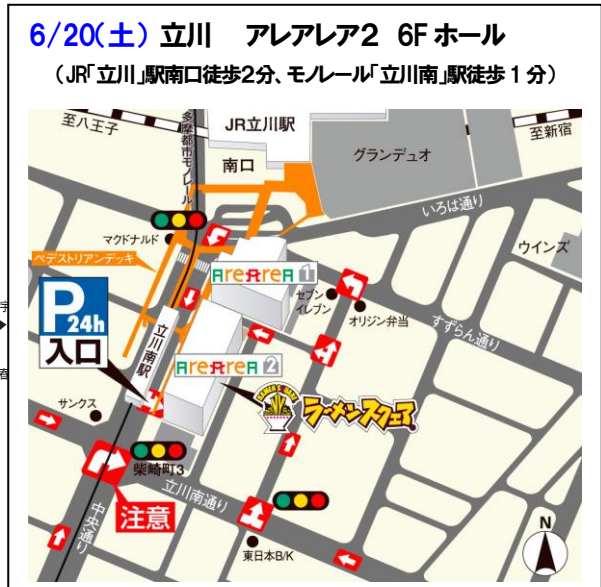 6/20(土) 立川 アレアレア2 6Fホール
(JR「立川」駅南口徒歩2分、モノレール「立川南」駅徒歩1分)
至八王子
多摩都市モノレール
JR立川駅
至新宿
南口
グランデュオ
いろは通り
マクドナルド
ウインズ
ペデストリアンデッキ
AreAreA 1
セブン
イレブン
オリジン弁当
すずらん通り
P
24h
入口
立川南駅
AreAreA 2
RAMEN SQUARE
ラーメンスクエア
サンクス
柴崎町3
立川南通り
注意
中央通り
東日本B/K
N
字
春